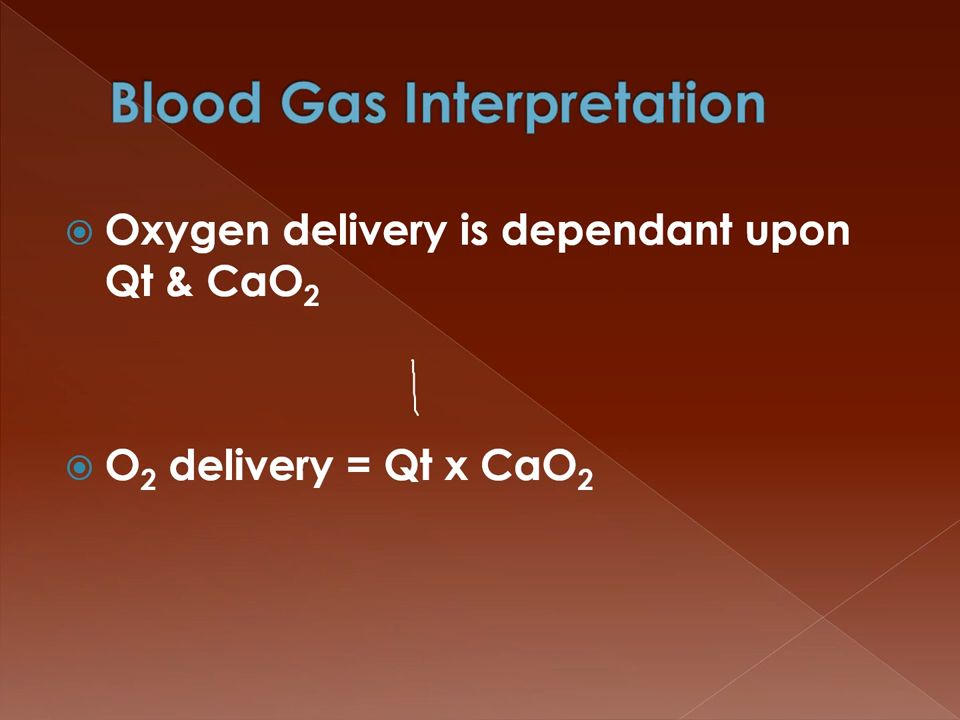 Blood Gas Interpretation
Oxygen delivery is dependant upon
Qt & CaO₂
O₂ delivery = Qt x CaO₂